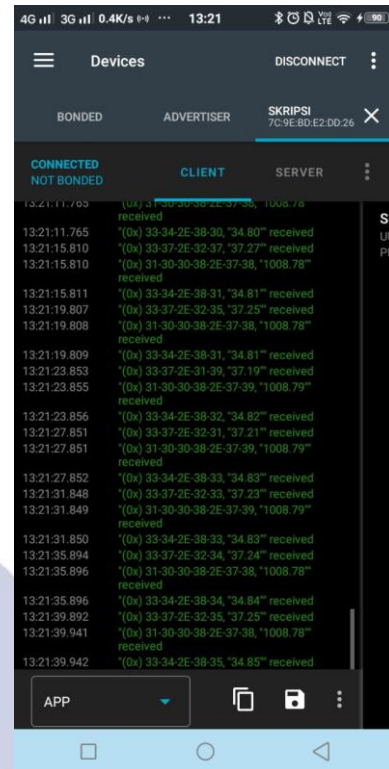 4G 3G 0.4K/s ··· 13:21 90
Devices DISCONNECT
BONDED ADVERTISER SKRIPSI
7C:9E:BD:E2:DD:26
CONNECTED
NOT BONDED CLIENT SERVER
13:21:11.765 "(0x) 31-30-30-38-2E-37-38, "1008.78""
received
13:21:11.765 "(0x) 33-34-2E-38-30, "34.80"" received
13:21:15.810 "(0x) 33-37-2E-32-37, "37.27"" received
13:21:15.810 "(0x) 31-30-30-38-2E-37-38, "1008.78""
received
13:21:15.811 "(0x) 33-34-2E-38-31, "34.81"" received
13:21:19.807 "(0x) 33-37-2E-32-35, "37.25"" received
13:21:19.808 "(0x) 31-30-30-38-2E-37-38, "1008.78""
received
13:21:19.809 "(0x) 33-34-2E-38-31, "34.81"" received
13:21:23.853 "(0x) 33-37-2E-31-39, "37.19"" received
13:21:23.855 "(0x) 31-30-30-38-2E-37-39, "1008.79""
received
13:21:23.856 "(0x) 33-34-2E-38-32, "34.82"" received
13:21:27.851 "(0x) 33-37-2E-32-31, "37.21"" received
13:21:27.851 "(0x) 31-30-30-38-2E-37-39, "1008.79""
received
13:21:27.852 "(0x) 33-34-2E-38-33, "34.83"" received
13:21:31.848 "(0x) 33-37-2E-32-33, "37.23"" received
13:21:31.849 "(0x) 31-30-30-38-2E-37-39, "1008.79""
received
13:21:31.850 "(0x) 33-34-2E-38-33, "34.83"" received
13:21:35.894 "(0x) 33-37-2E-32-34, "37.24"" received
13:21:35.896 "(0x) 31-30-30-38-2E-37-38, "1008.78""
received
13:21:35.896 "(0x) 33-34-2E-38-34, "34.84"" received
13:21:39.892 "(0x) 33-37-2E-32-35, "37.25"" received
13:21:39.941 "(0x) 31-30-30-38-2E-37-38, "1008.78""
received
13:21:39.942 "(0x) 33-34-2E-38-35, "34.85"" received
APP